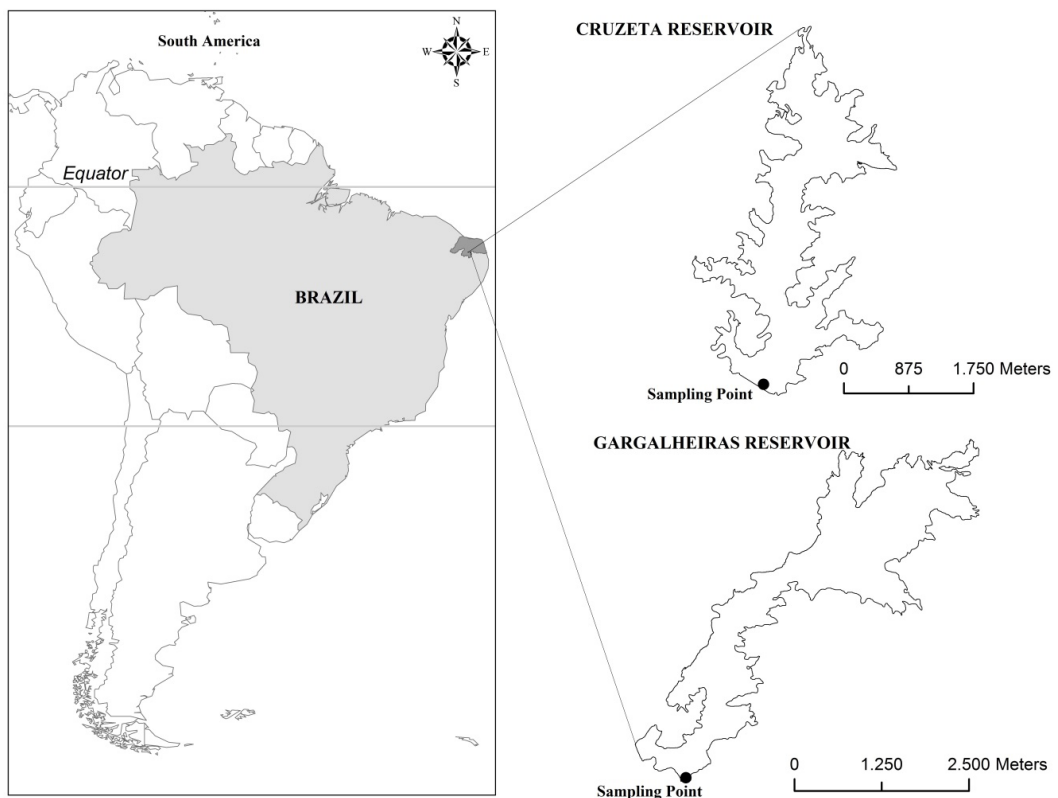 South America
N
W E
S
Equator
BRAZIL
CRUZETA RESERVOIR
0 875 1.750 Meters
Sampling Point
GARGALHEIRAS RESERVOIR
0 1.250 2.500 Meters
Sampling Point